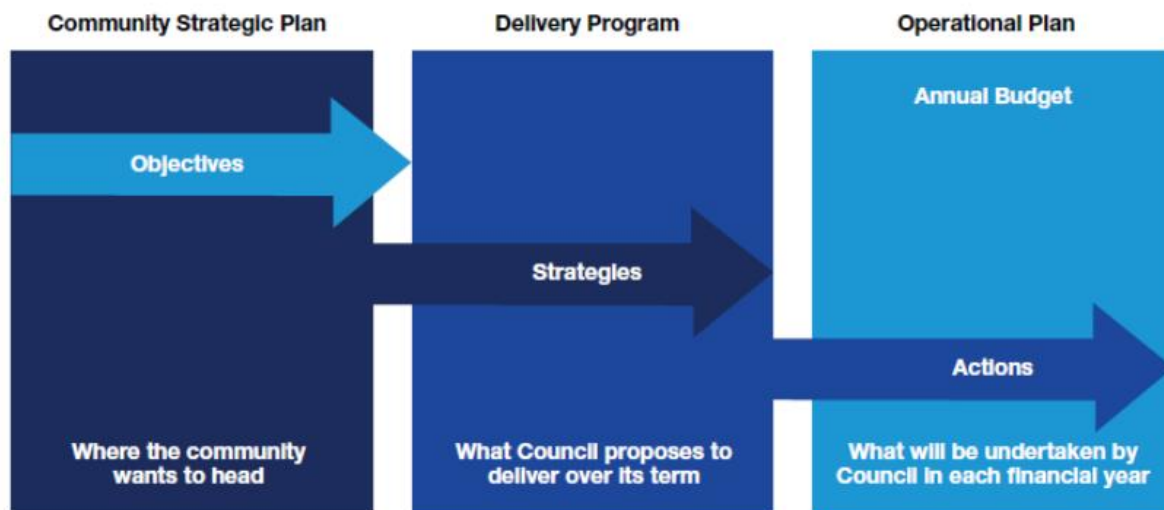 Community Strategic Plan
Delivery Program
Operational Plan
Annual Budget
Objectives
Strategies
Actions
Where the community
wants to head
What Council proposes to
deliver over its term
What will be undertaken by
Council in each financial year